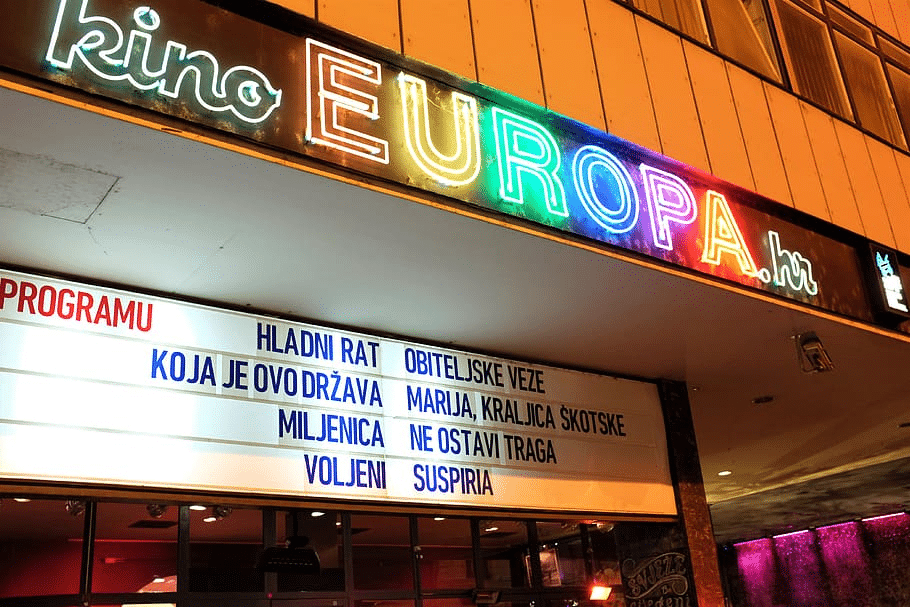 kino EUROPA.hr
PROGRAMU
HLADNI RAT
KOJA JE OVO DRŽAVA
MILJENICA
VOLJENI
OBITELJSKE VEZE
MARIJA, KRALJICA ŠKOTSKE
NE OSTAVI TRAGA
SUSPIRIA
SVJEŽE